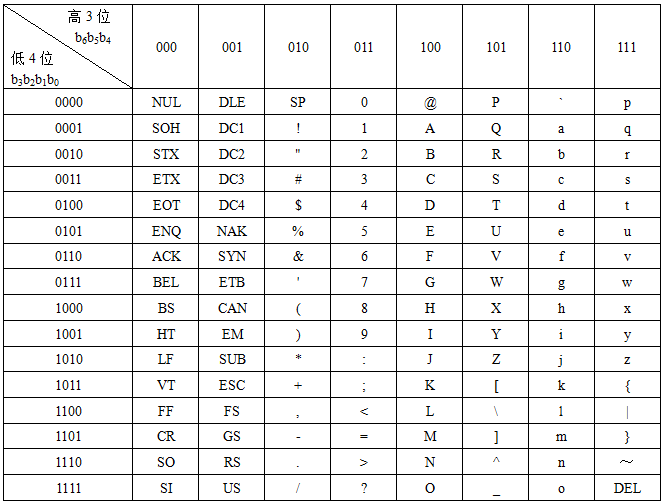 高3位
b6b5b4
低4位
b3b2b1b0
000 001 010 011 100 101 110 111
0000 NUL DLE SP 0 @ P ` p
0001 SOH DC1 ! 1 A Q a q
0010 STX DC2 " 2 B R b r
0011 ETX DC3 # 3 C S c s
0100 EOT DC4 $ 4 D T d t
0101 ENQ NAK % 5 E U e u
0110 ACK SYN & 6 F V f v
0111 BEL ETB ' 7 G W g w
1000 BS CAN ( 8 H X h x
1001 HT EM ) 9 I Y i y
1010 LF SUB * : J Z j z
1011 VT ESC + ; K [ k {
1100 FF FS , < L \ l |
1101 CR GS - = M ] m }
1110 SO RS . > N ^ n ～
1111 SI US / ? O _ o DEL